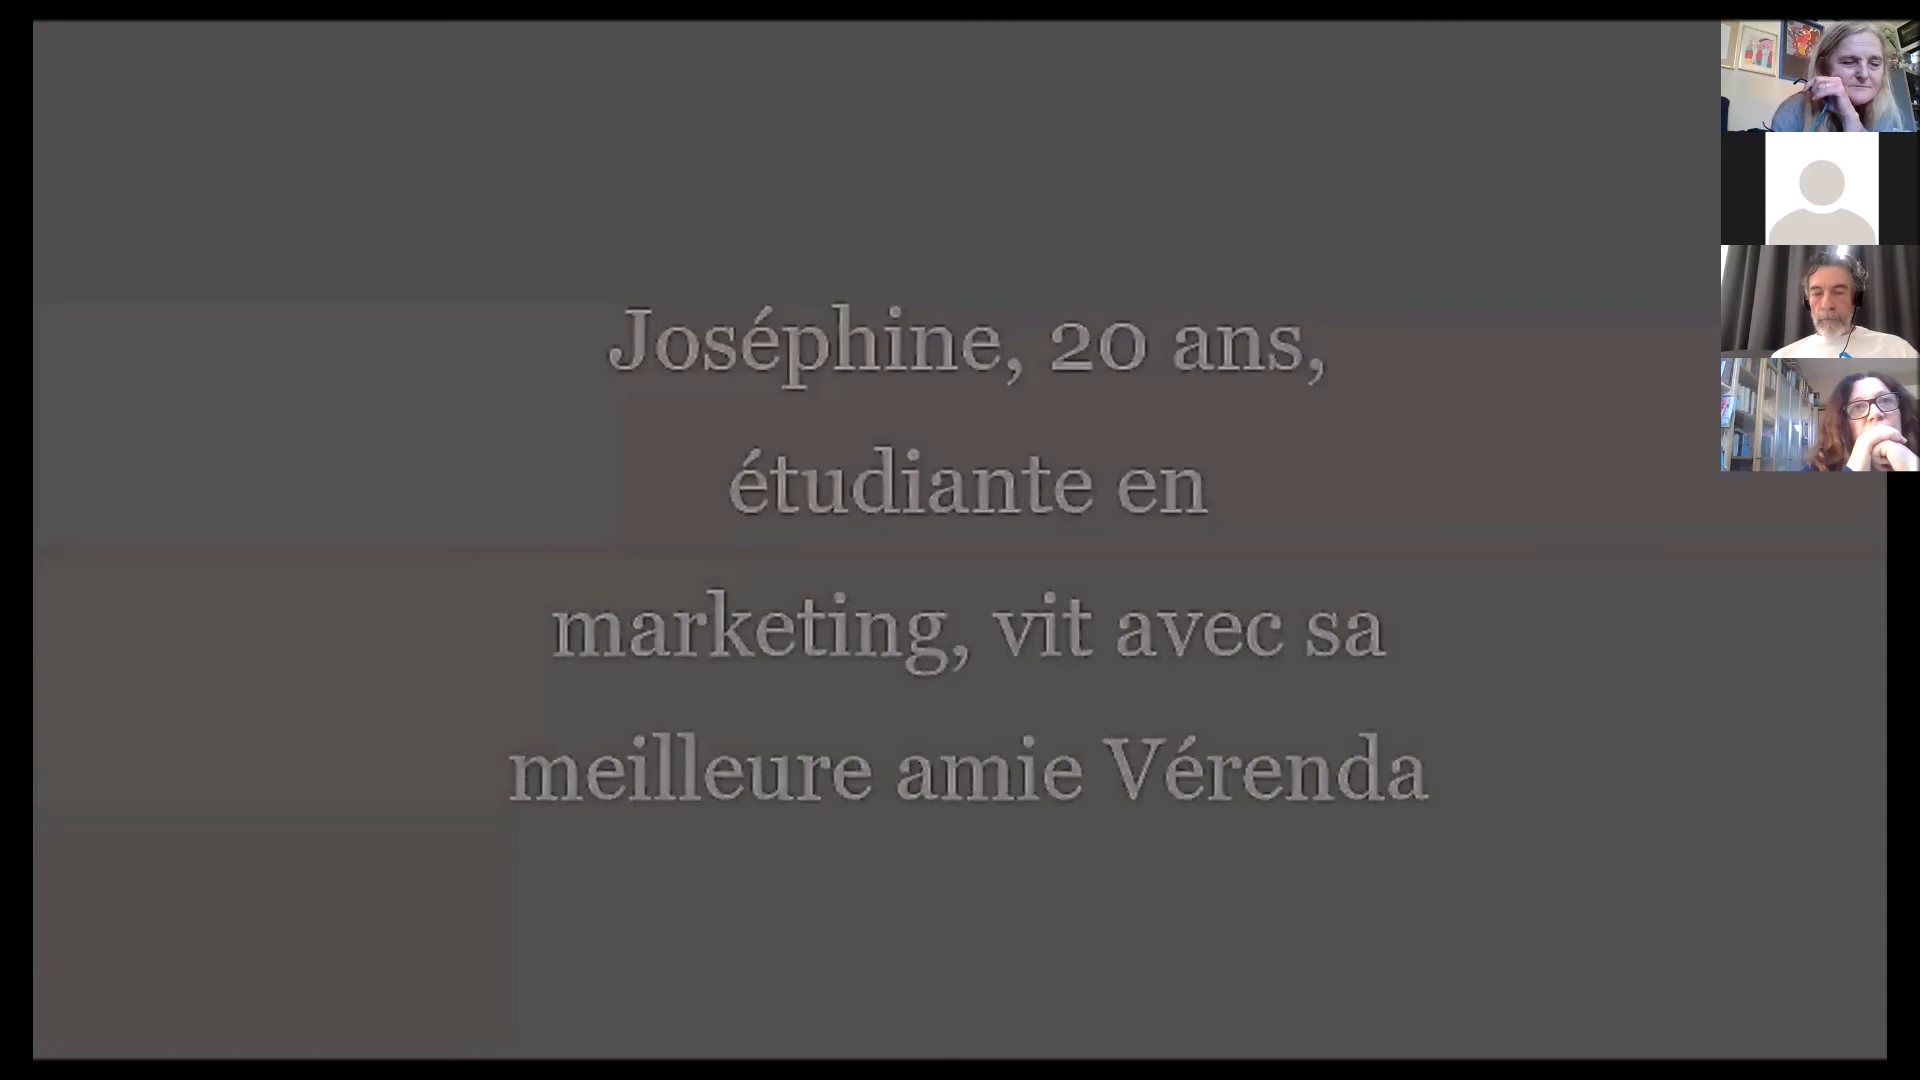 Joséphine, 20 ans,
étudiante en
marketing, vit avec sa
meilleure amie Vérenda